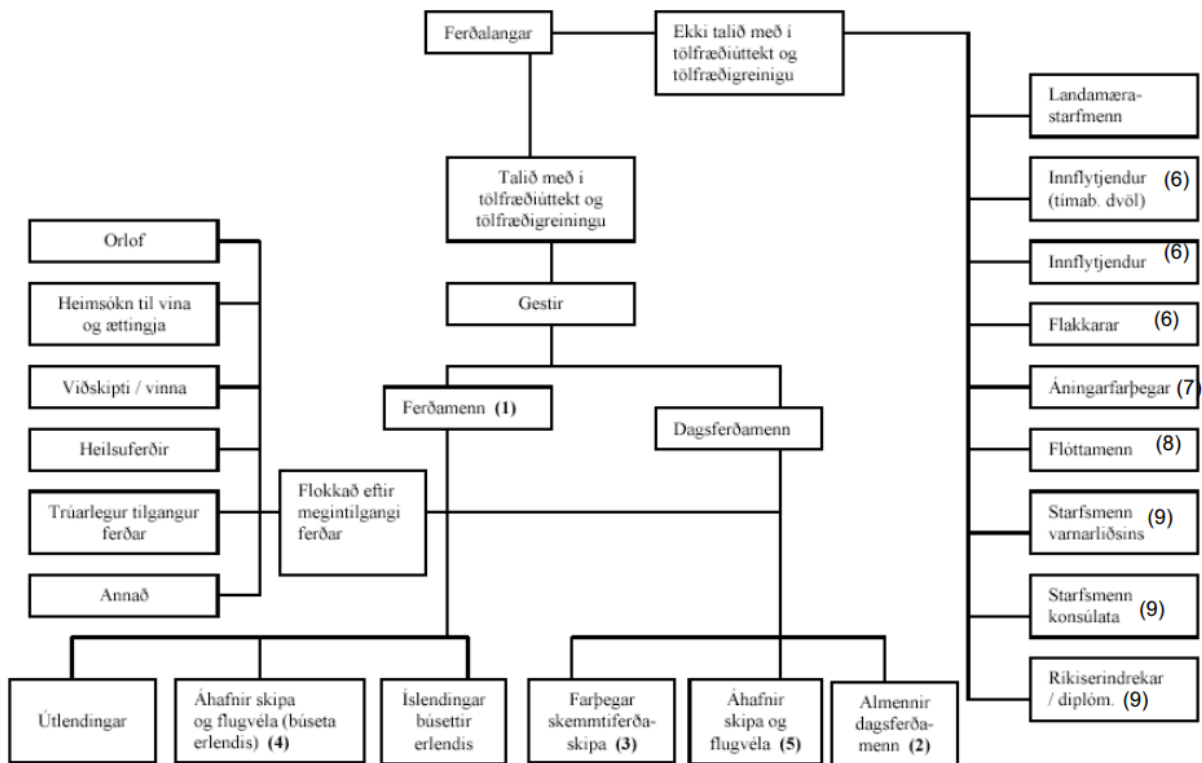 Ferðalangar
Ekki talið með í
tölfræðiúttekt og
tölfræðigreinigu
Landamæra-
starfmenn
Innflytjendur (6)
(tímab. dvöl)
Innflytjendur (6)
Flakkarar (6)
Áningarfarþegar (7)
Flóttamenn (8)
Starfsmenn (9)
varnarliðsins
Starfsmenn
konsúlata (9)
Ríkiserindrekar
/ diplóm. (9)
Talið með í
tölfræðiúttekt og
tölfræðigreiningu
Gestir
Ferðamenn (1)
Dagsferðamenn
Orlof
Heimsókn til vina
og ættingja
Viðskipti / vinna
Heilsuferðir
Trúarlegur tilgangur
ferðar
Annað
Flokkað eftir
megintilgangi
ferðar
Útlendingar
Áhafnir skipa
og flugvéla (búseta
erlendis) (4)
Íslendingar
búsettir
erlendis
Farþegar
skemmtiferða-
skipa (3)
Áhafnir
skipa og
flugvéla (5)
Almennir
dagsferða-
menn (2)